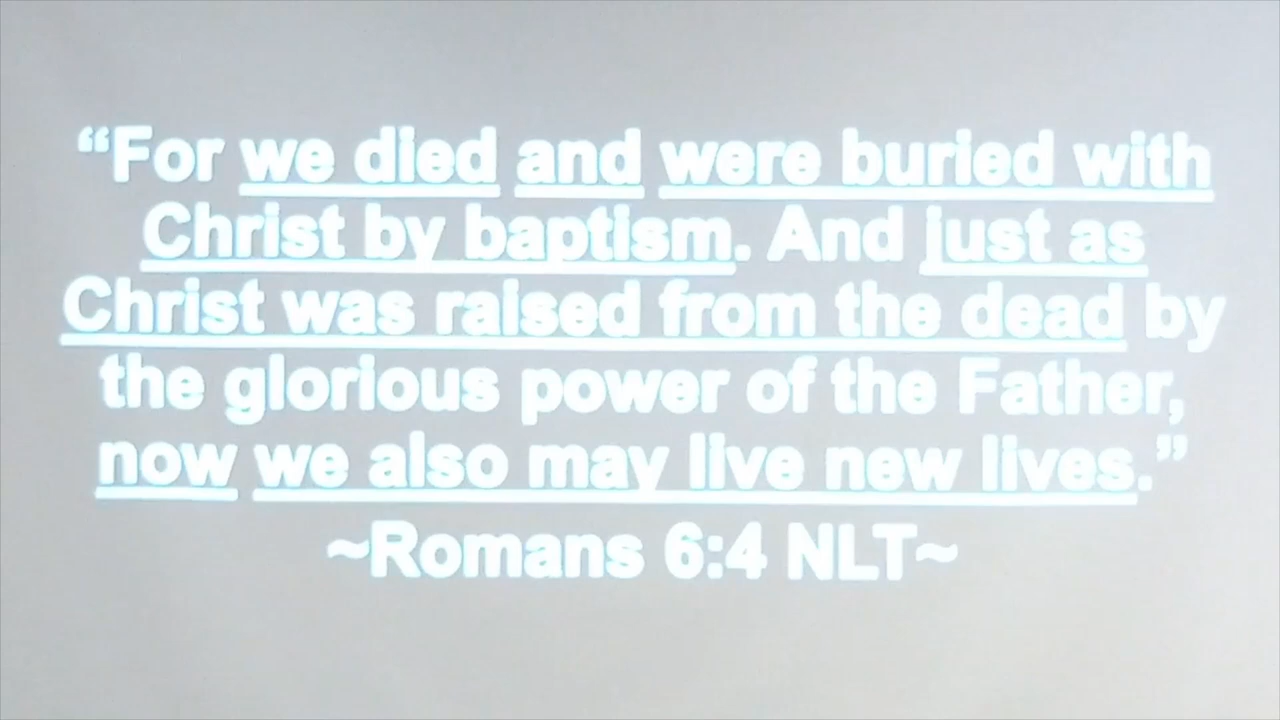 “For we died and were buried with
Christ by baptism. And just as
Christ was raised from the dead by
the glorious power of the Father,
now we also may live new lives.”
~Romans 6:4 NLT~